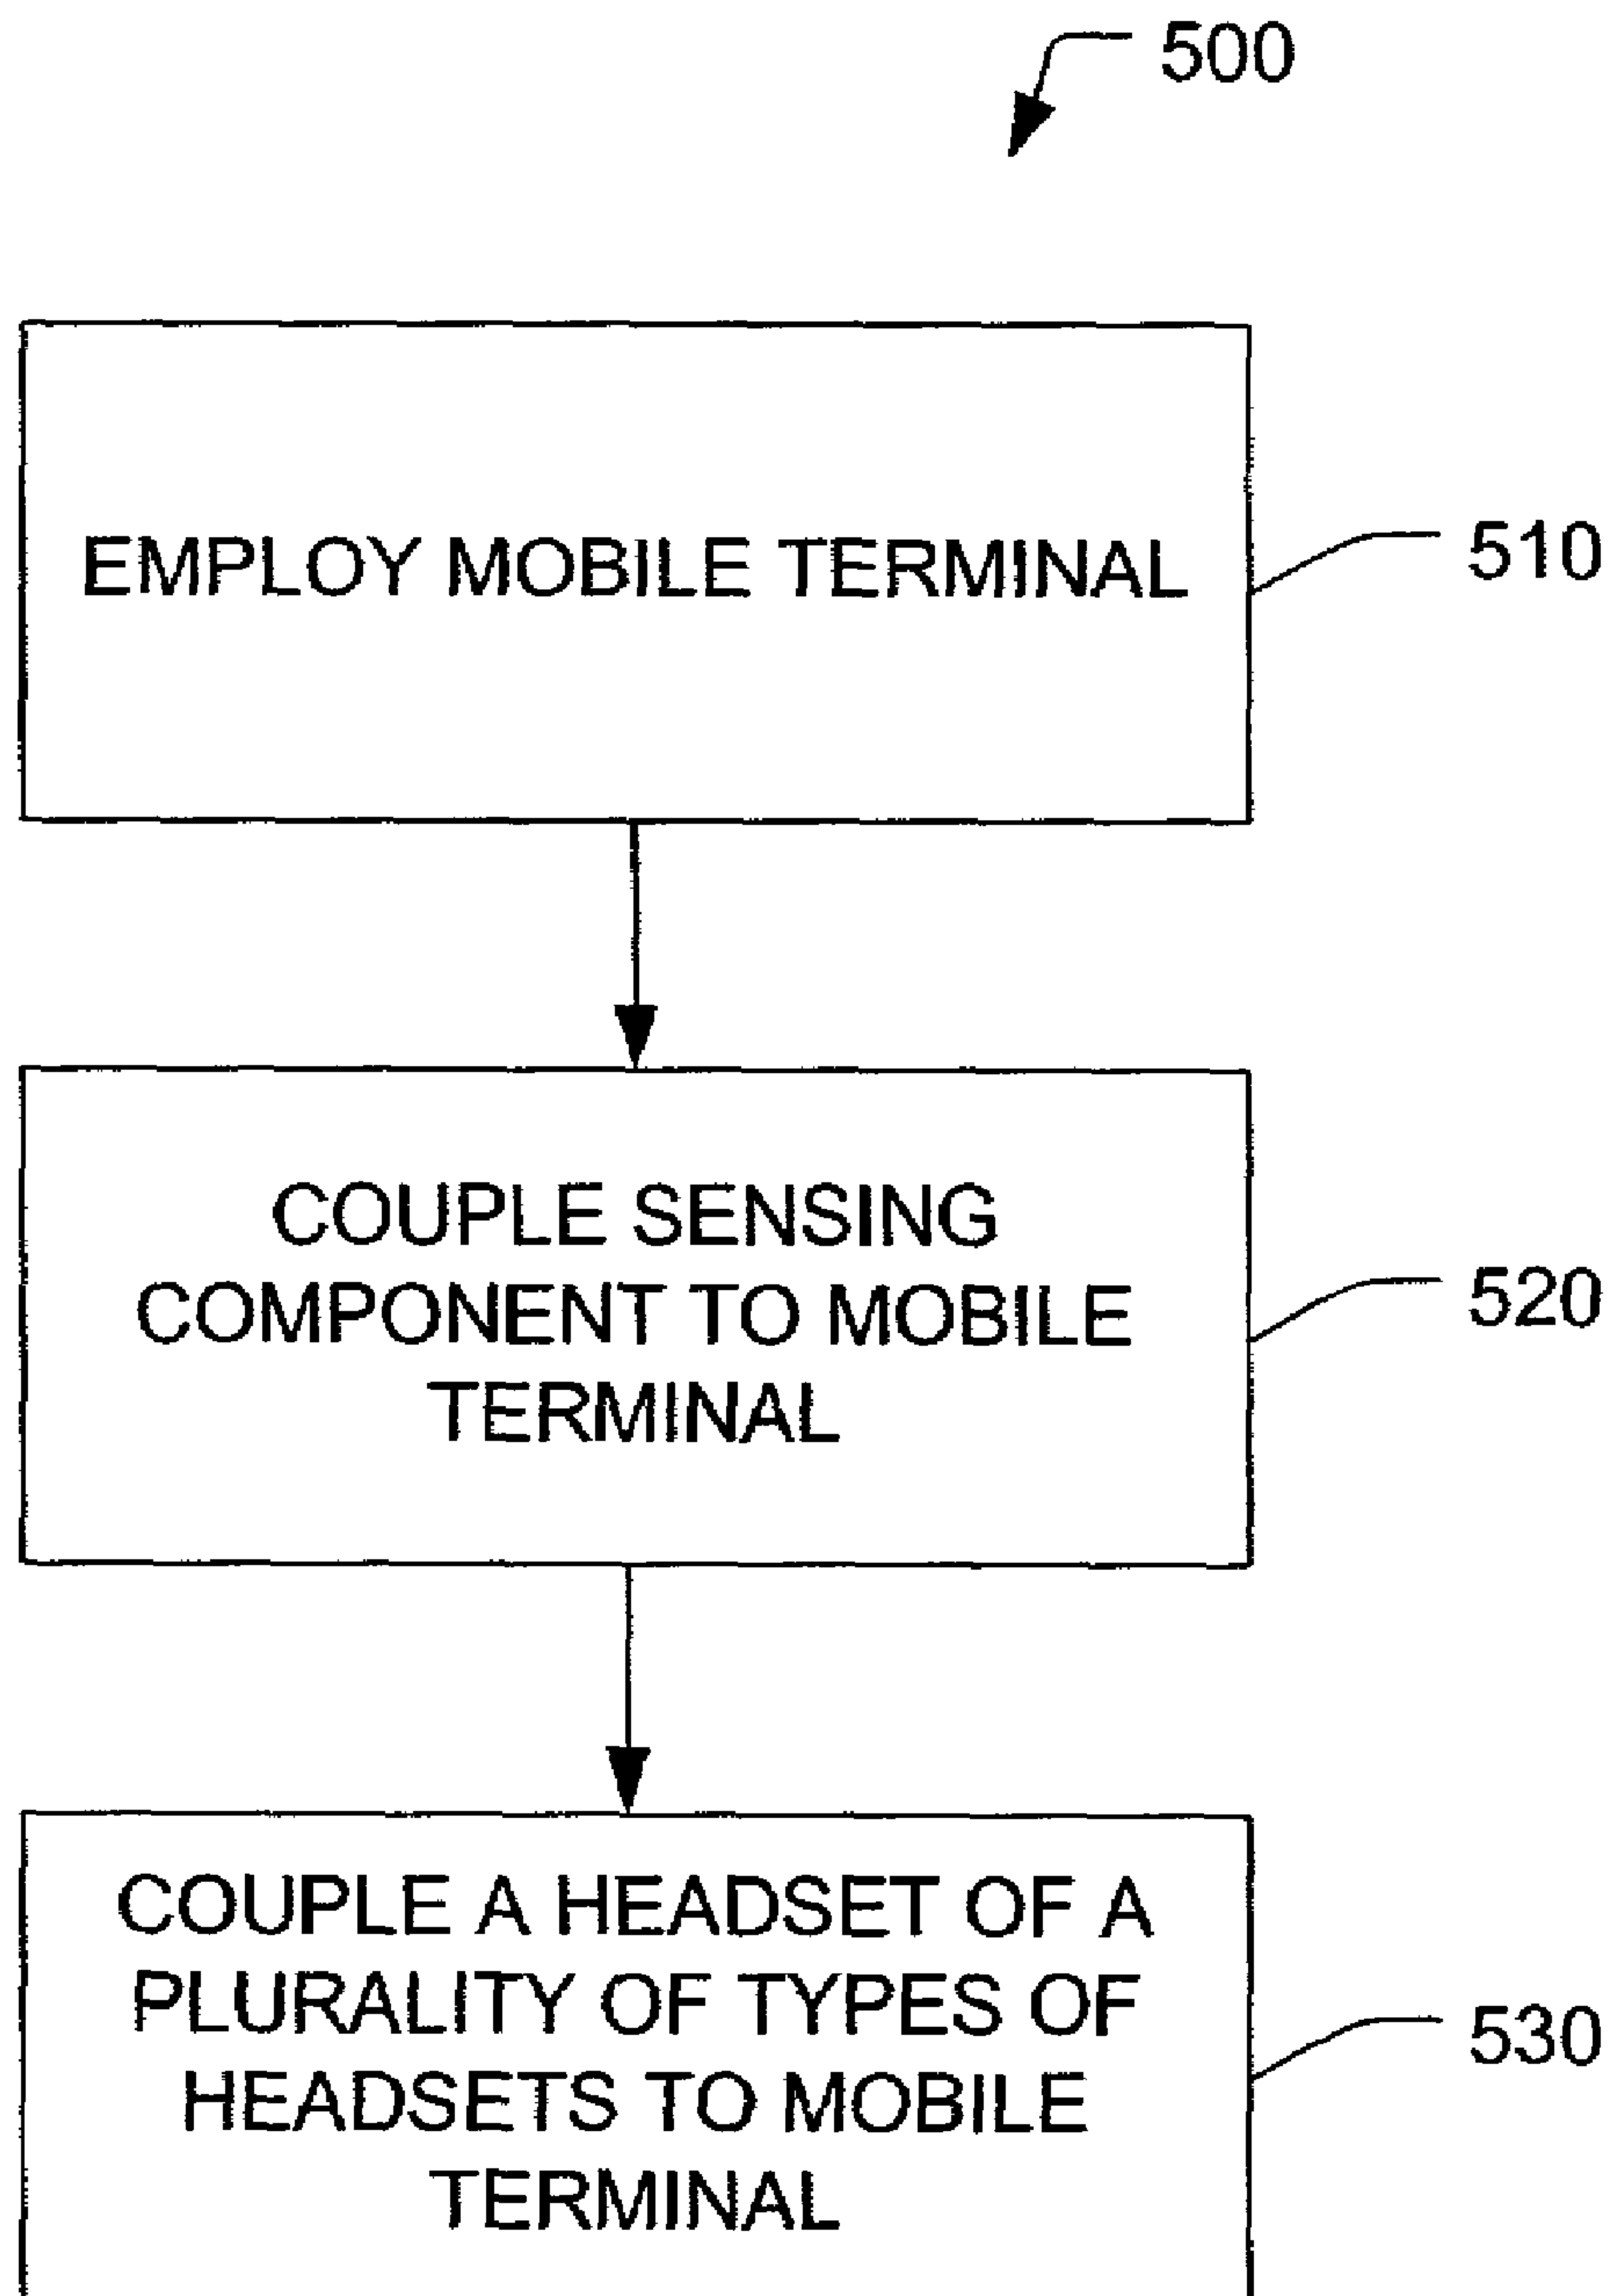 500
EMPLOY MOBILE TERMINAL
510
COUPLE SENSING
COMPONENT TO MOBILE
TERMINAL
520
COUPLE A HEADSET OF A
PLURALITY OF TYPES OF
HEADSETS TO MOBILE
TERMINAL
530